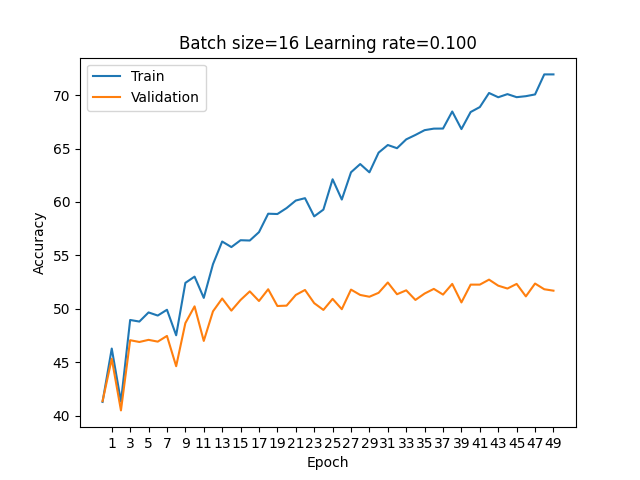 Batch size=16 Learning rate=0.100
Train
Validation
70
65
60
55
50
45
40
Accuracy
1 3 5 7 9 11 13 15 17 19 21 23 25 27 29 31 33 35 37 39 41 43 45 47 49
Epoch